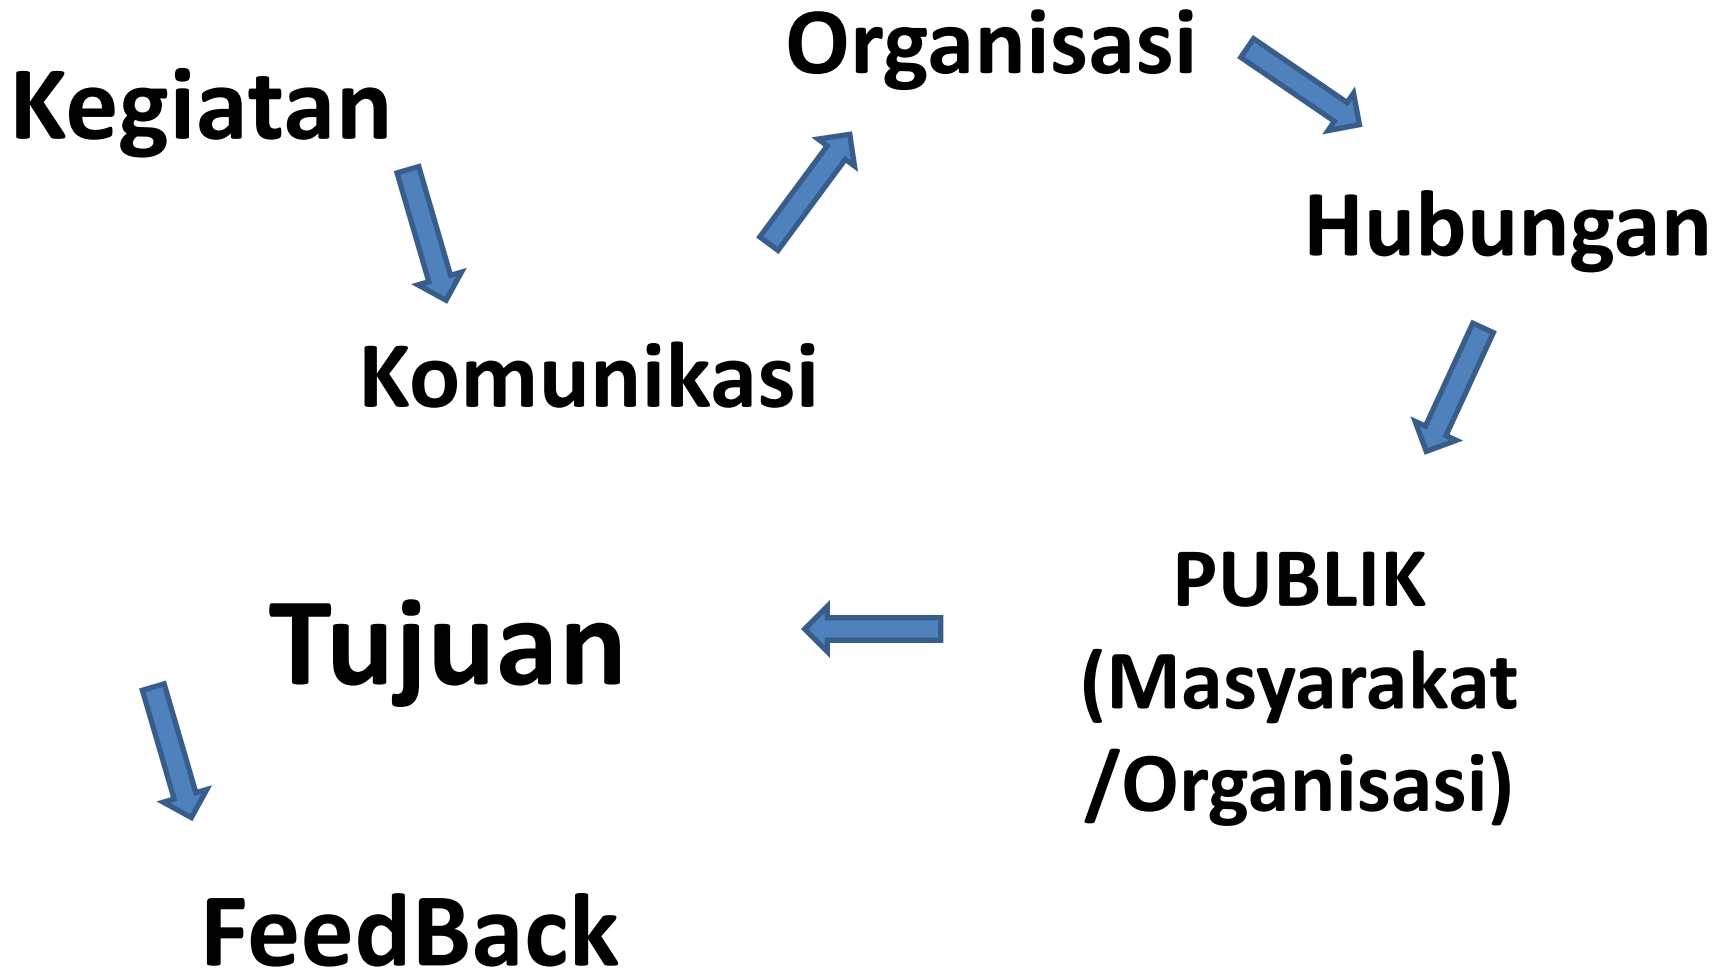 Kegiatan
Komunikasi
Organisasi
Hubungan
PUBLIK
(Masyarakat
/Organisasi)
Tujuan
FeedBack